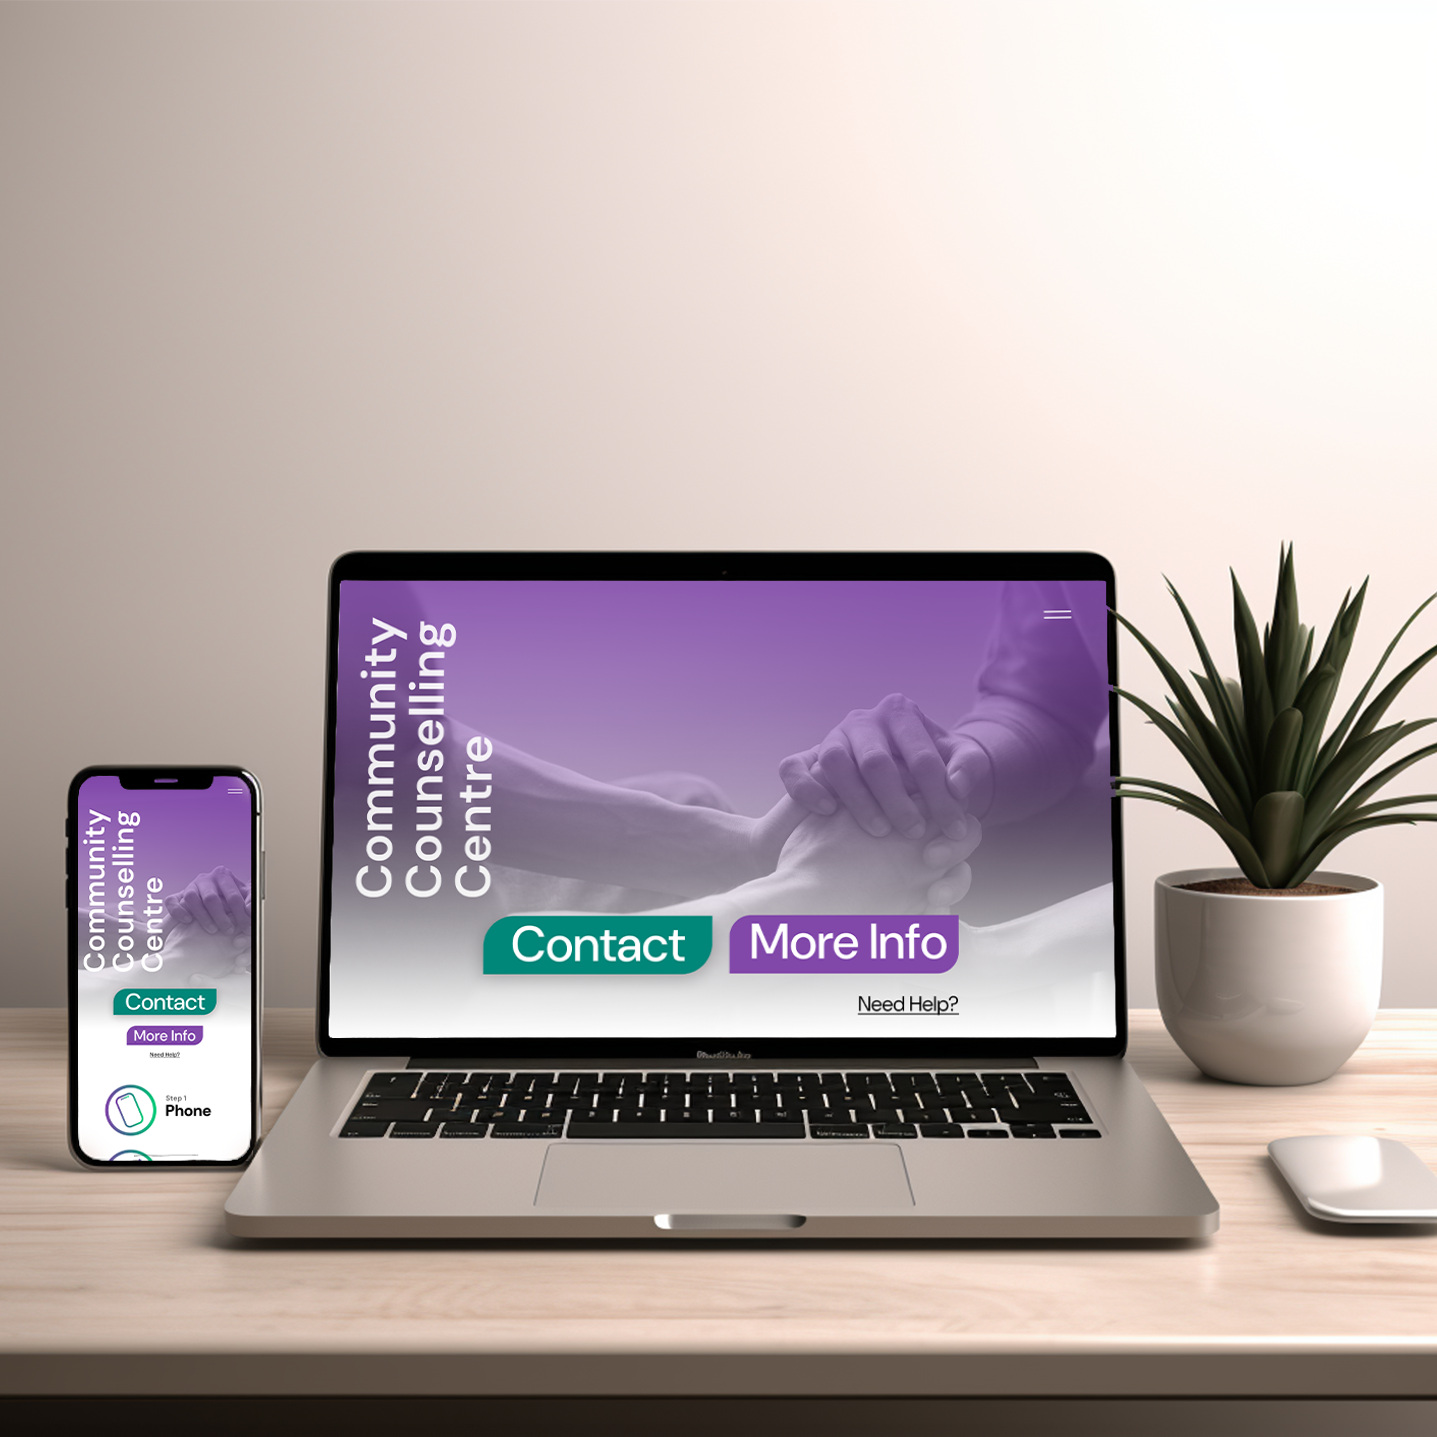 Community
Counselling
Centre
Contact
More Info
Need Help?
Step 1
Phone
Community
Counselling
Centre
Contact
More Info
Need Help?